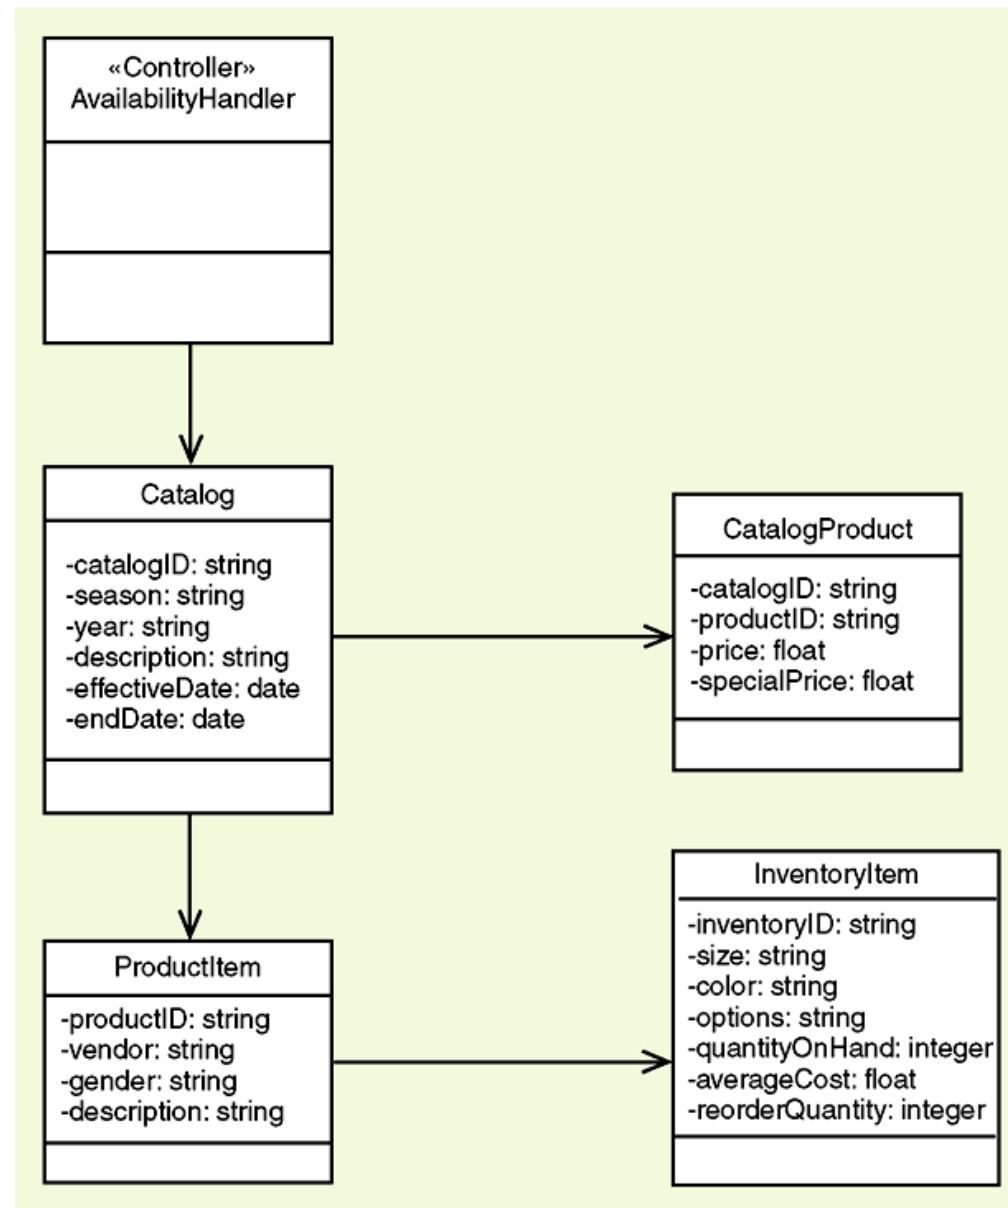 «Controller»
AvailabilityHandler
Catalog
-catalogID: string
-season: string
-year: string
-description: string
-effectiveDate: date
-endDate: date
CatalogProduct
-catalogID: string
-productID: string
-price: float
-specialPrice: float
ProductItem
-productID: string
-vendor: string
-gender: string
-description: string
InventoryItem
-inventoryID: string
-size: string
-color: string
-options: string
-quantityOnHand: integer
-averageCost: float
-reorderQuantity: integer